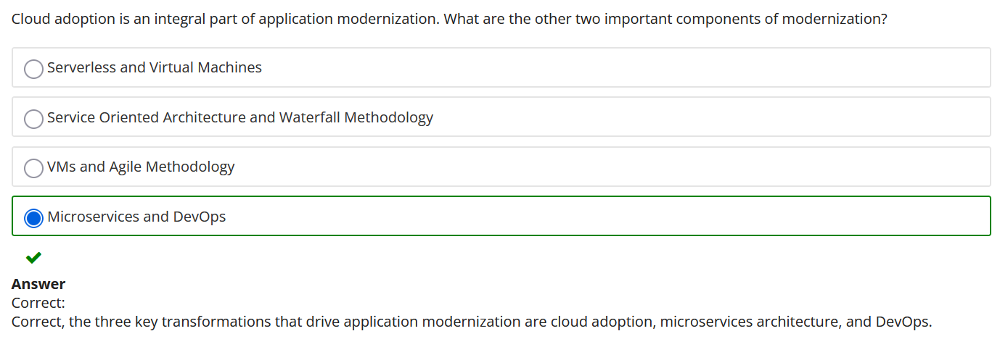 Cloud adoption is an integral part of application modernization. What are the other two important components of modernization?
Serverless and Virtual Machines
Service Oriented Architecture and Waterfall Methodology
VMs and Agile Methodology
Microservices and DevOps
Answer
Correct:
Correct, the three key transformations that drive application modernization are cloud adoption, microservices architecture, and DevOps.